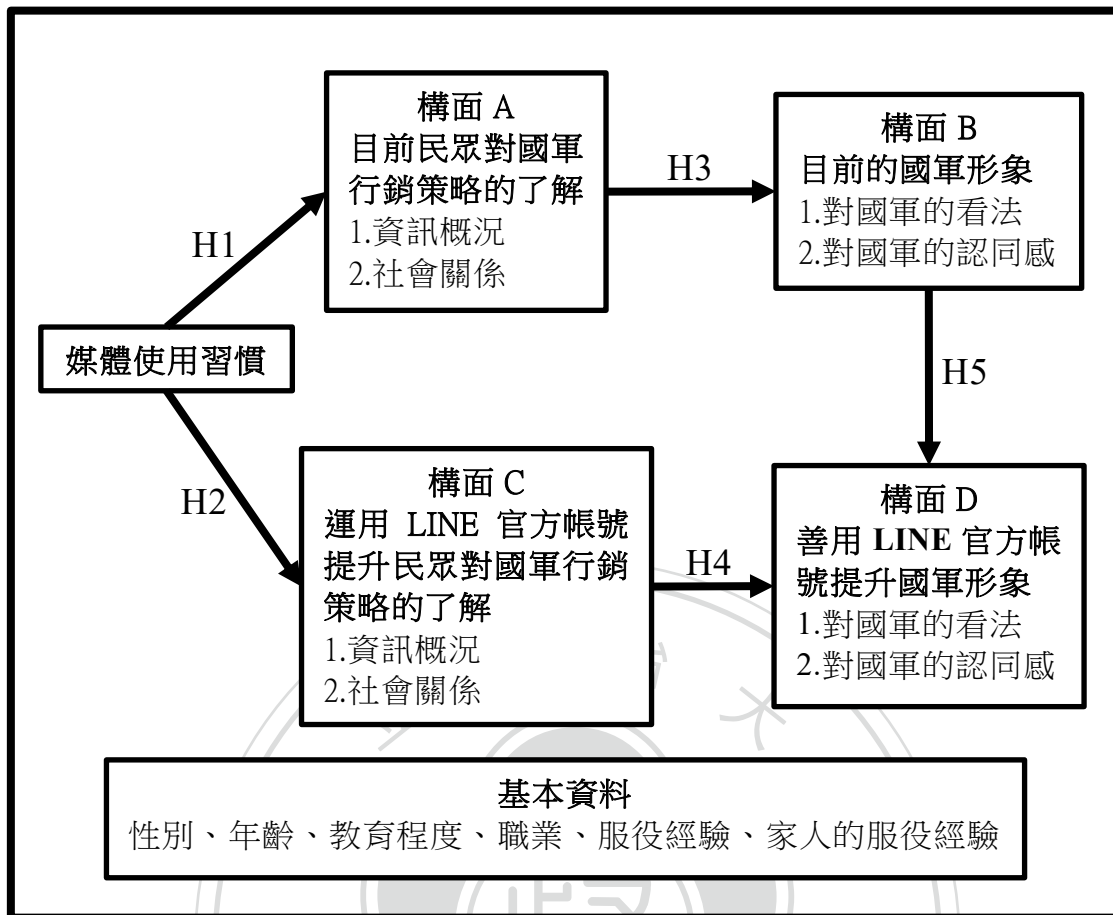 構面 A
目前民眾對國軍
行銷策略的了解
1.資訊概況
2.社會關係
H3
構面 B
目前的國軍形象
1.對國軍的看法
2.對國軍的認同感
H1
媒體使用習慣
H5
H2
構面 C
運用 LINE 官方帳號
提升民眾對國軍行銷
策略的了解
1.資訊概況
2.社會關係
H4
構面 D
善用 LINE 官方帳
號提升國軍形象
1.對國軍的看法
2.對國軍的認同感
基本資料
性別、年齡、教育程度、職業、服役經驗、家人的服役經驗